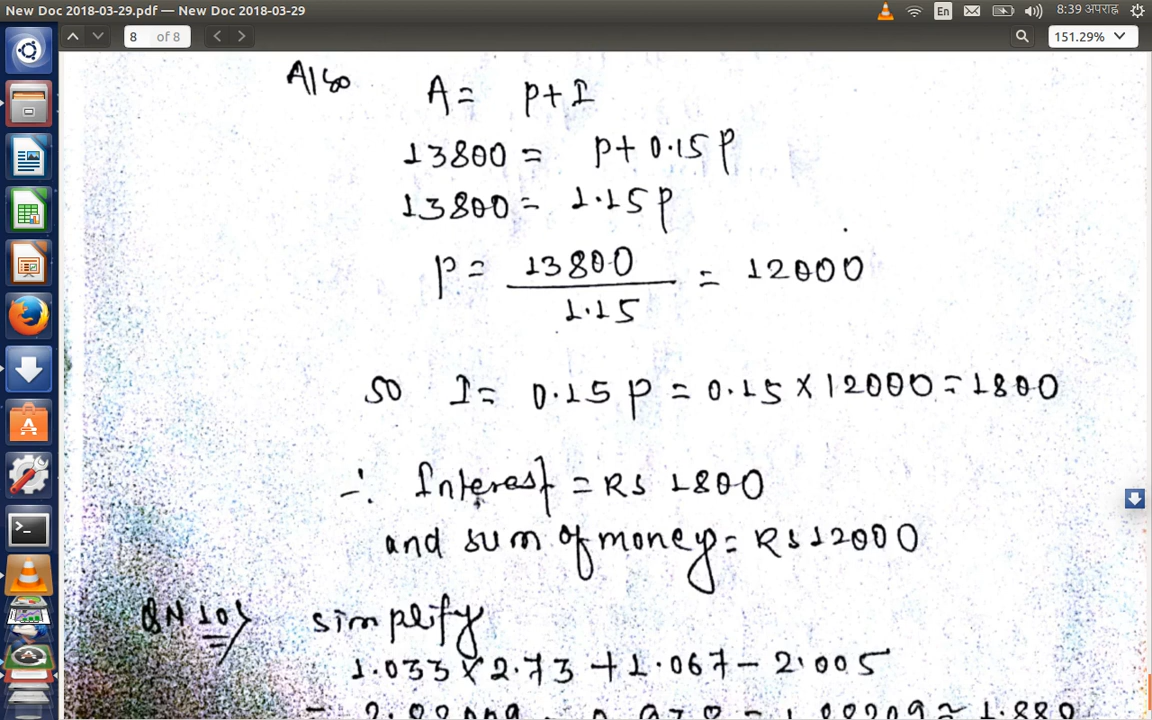 New Doc 2018-03-29.pdf — New Doc 2018-03-29
En
8:39 अपराह्न
8 of 8
151.29%
Also A = P + I
13800 = P + 0.15 P
13800 = 1.15 P
P = 13800 / 1.15 = 12000
SO I = 0.15 P = 0.15 × 12000 = 1800
∴ Interest = RS 1800
and sum of money = RS 12000
QN 10) simplify
1.033 × 2.73 + 1.067 - 2.005